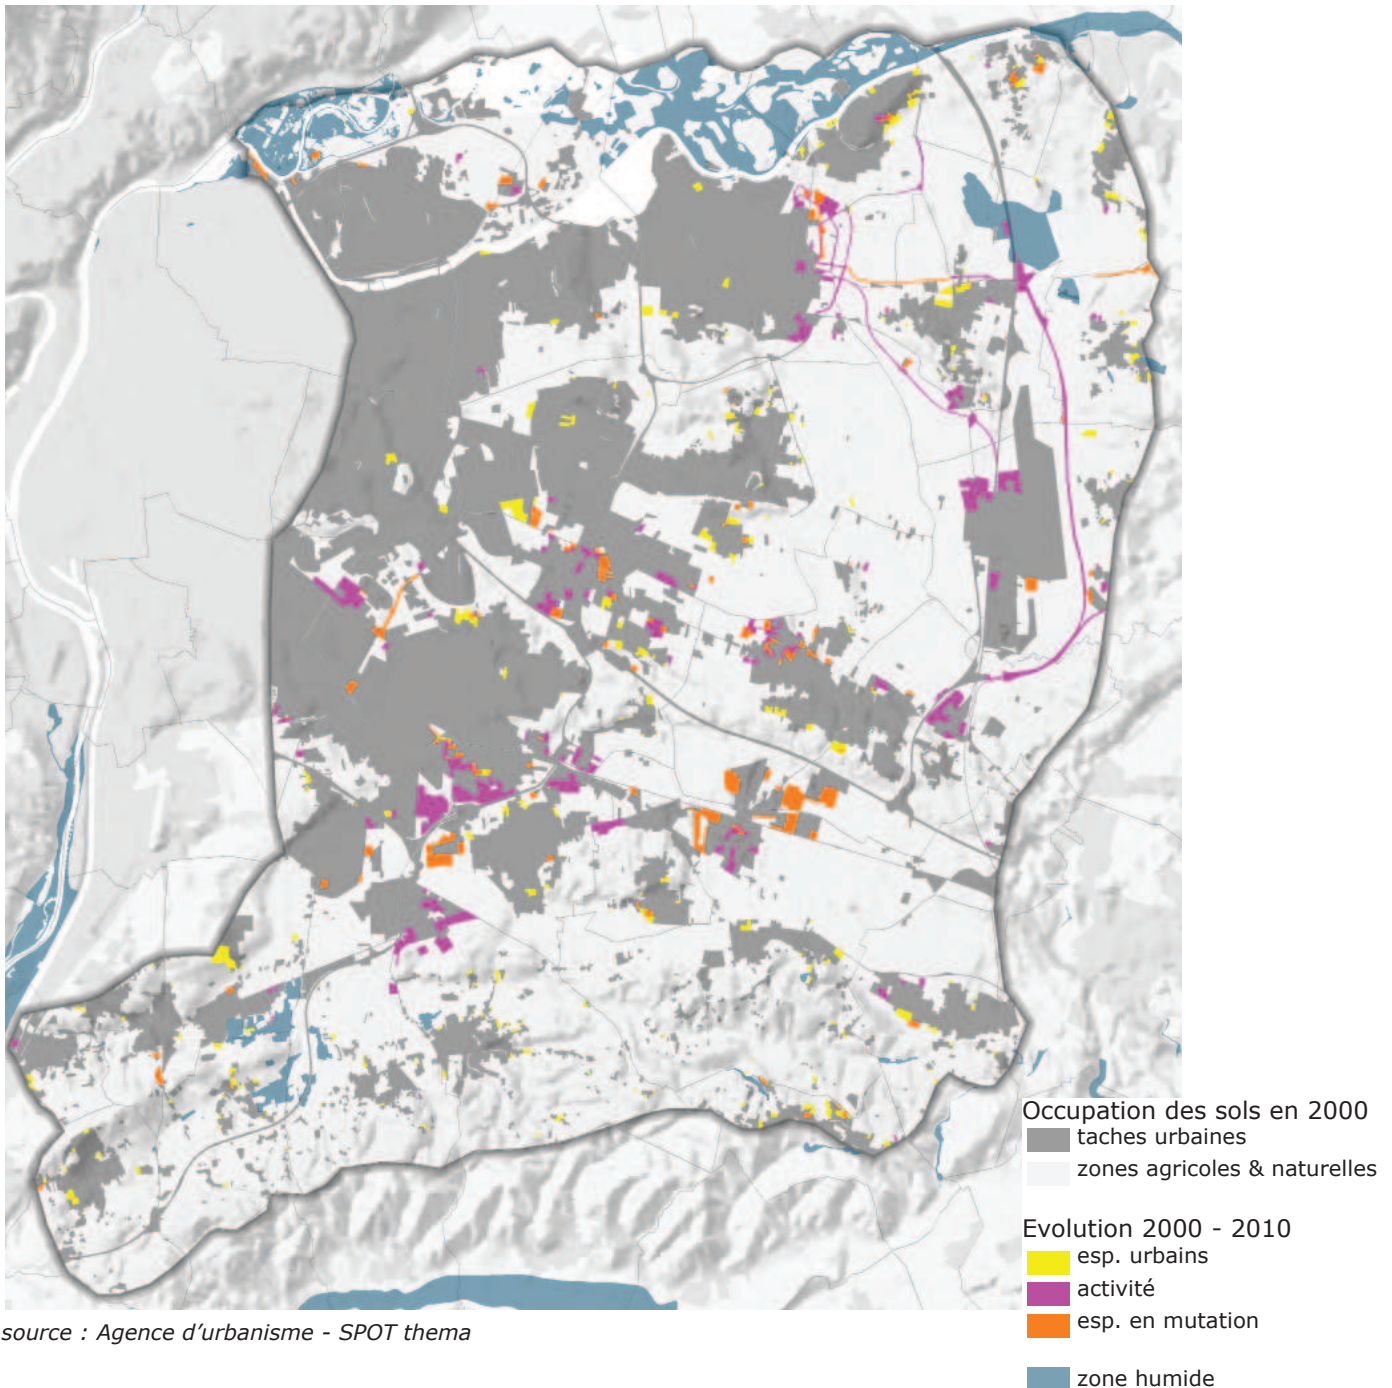 Occupation des sols en 2000
taches urbaines
zones agricoles & naturelles
Evolution 2000 - 2010
esp. urbains
activité
esp. en mutation
zone humide
source : Agence d'urbanisme - SPOT thema